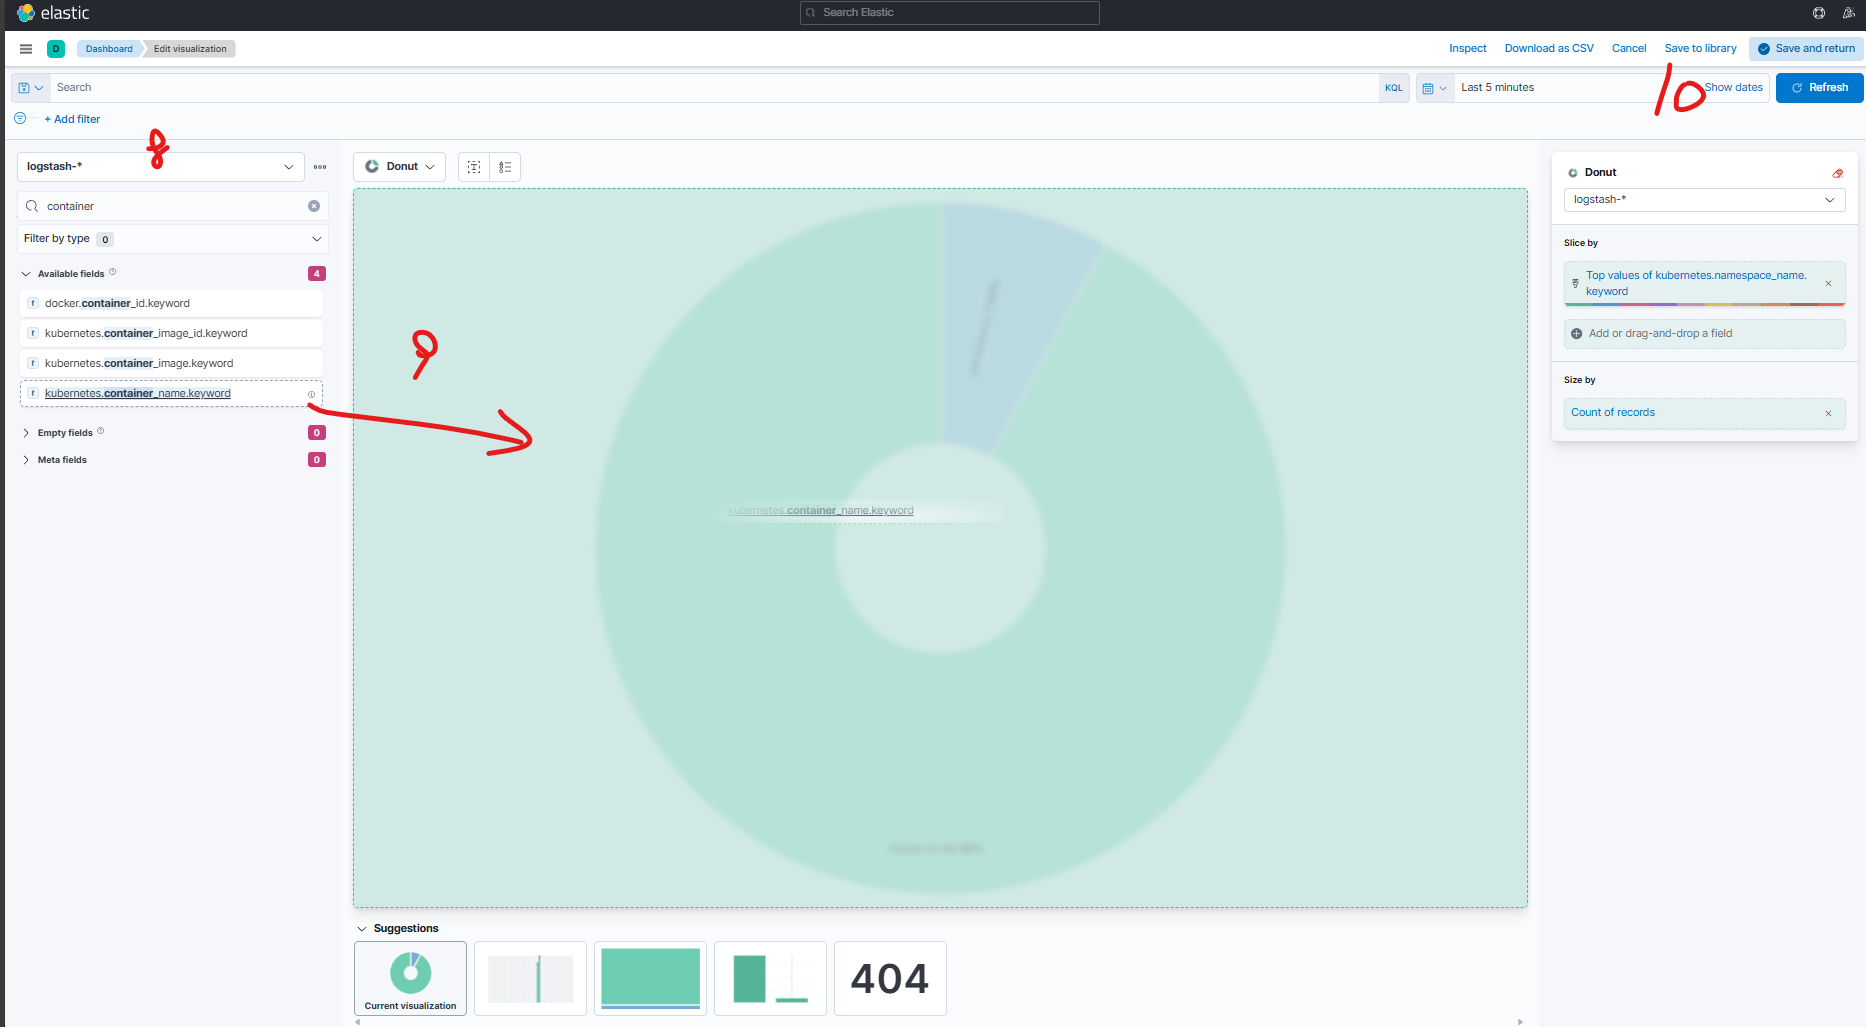 elastic
Search Elastic
D
Dashboard
Edit visualization
Inspect
Download as CSV
Cancel
Save to library
Save and return
Search
KQL
Last 5 minutes
10
Show dates
Refresh
+ Add filter
8
logstash-*
Donut
Donut
logstash-*
container
Filter by type 0
Slice by
Available fields
4
Top values of kubernetes.namespace_name.
keyword
t docker.container_id.keyword
t kubernetes.container_image_id.keyword
Add or drag-and-drop a field
9
t kubernetes.container_image.keyword
t kubernetes.container_name.keyword
Size by
Count of records
Empty fields
0
Meta fields
0
kubernetes.container_name.keyword
Suggestions
Current visualization
404